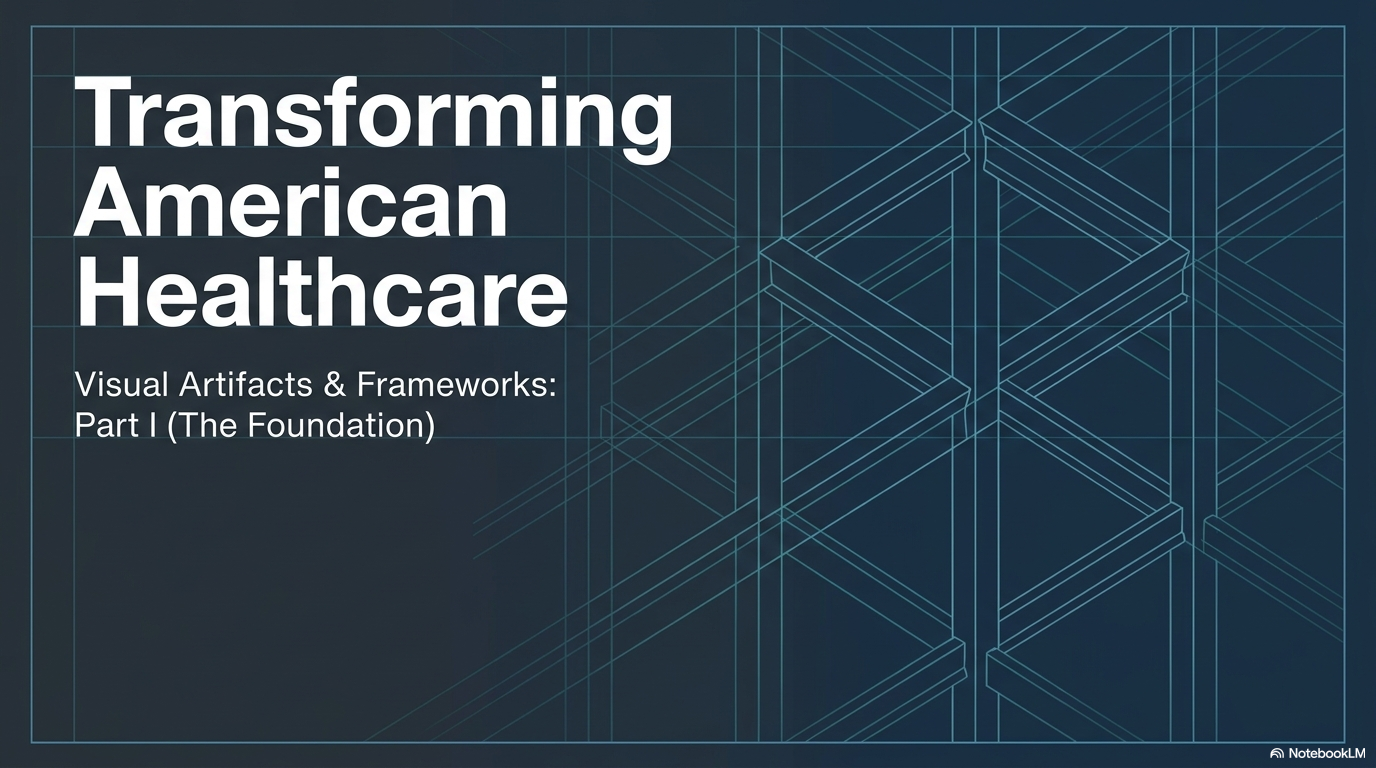 Transforming
American
Healthcare
Visual Artifacts & Frameworks:
Part I (The Foundation)
NotebookLM